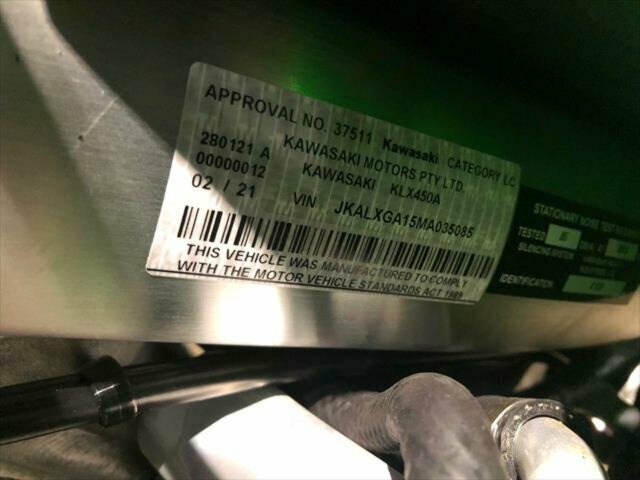 APPROVAL NO. 37511 Kawasaki CATEGORY LC
280121 A KAWASAKI MOTORS PTY LTD.
00000012 KAWASAKI KLX450A
02 / 21 VIN JKALXGA15MA035085
THIS VEHICLE WAS MANUFACTURED TO COMPLY
WITH THE MOTOR VEHICLE STANDARDS ACT 1989
STATIONARY NOISE TEST
TESTED
SILENCING SYSTEM
IDENTIFICATION